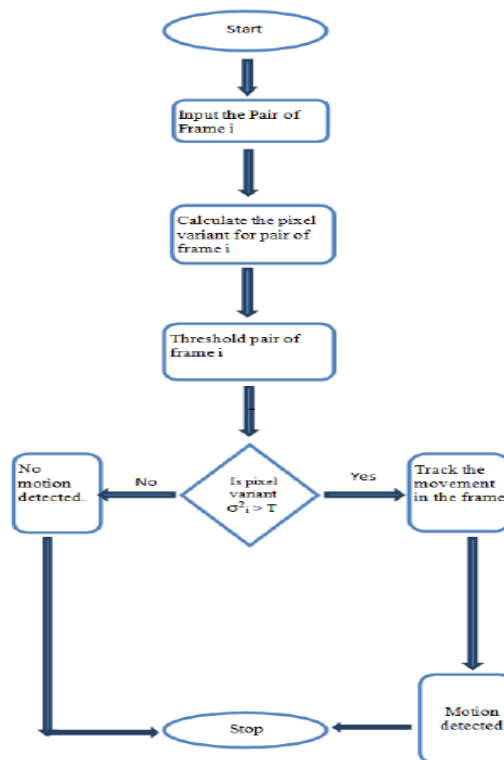 Start
Input the Pair of
Frame i
Calculate the pixel
variant for pair of
frame i
Threshold pair of
frame i
No
motion
detected.
No
Is pixel
variant
σ²i > T
Yes
Track the
movement
in the frame
Motion
detected
Stop